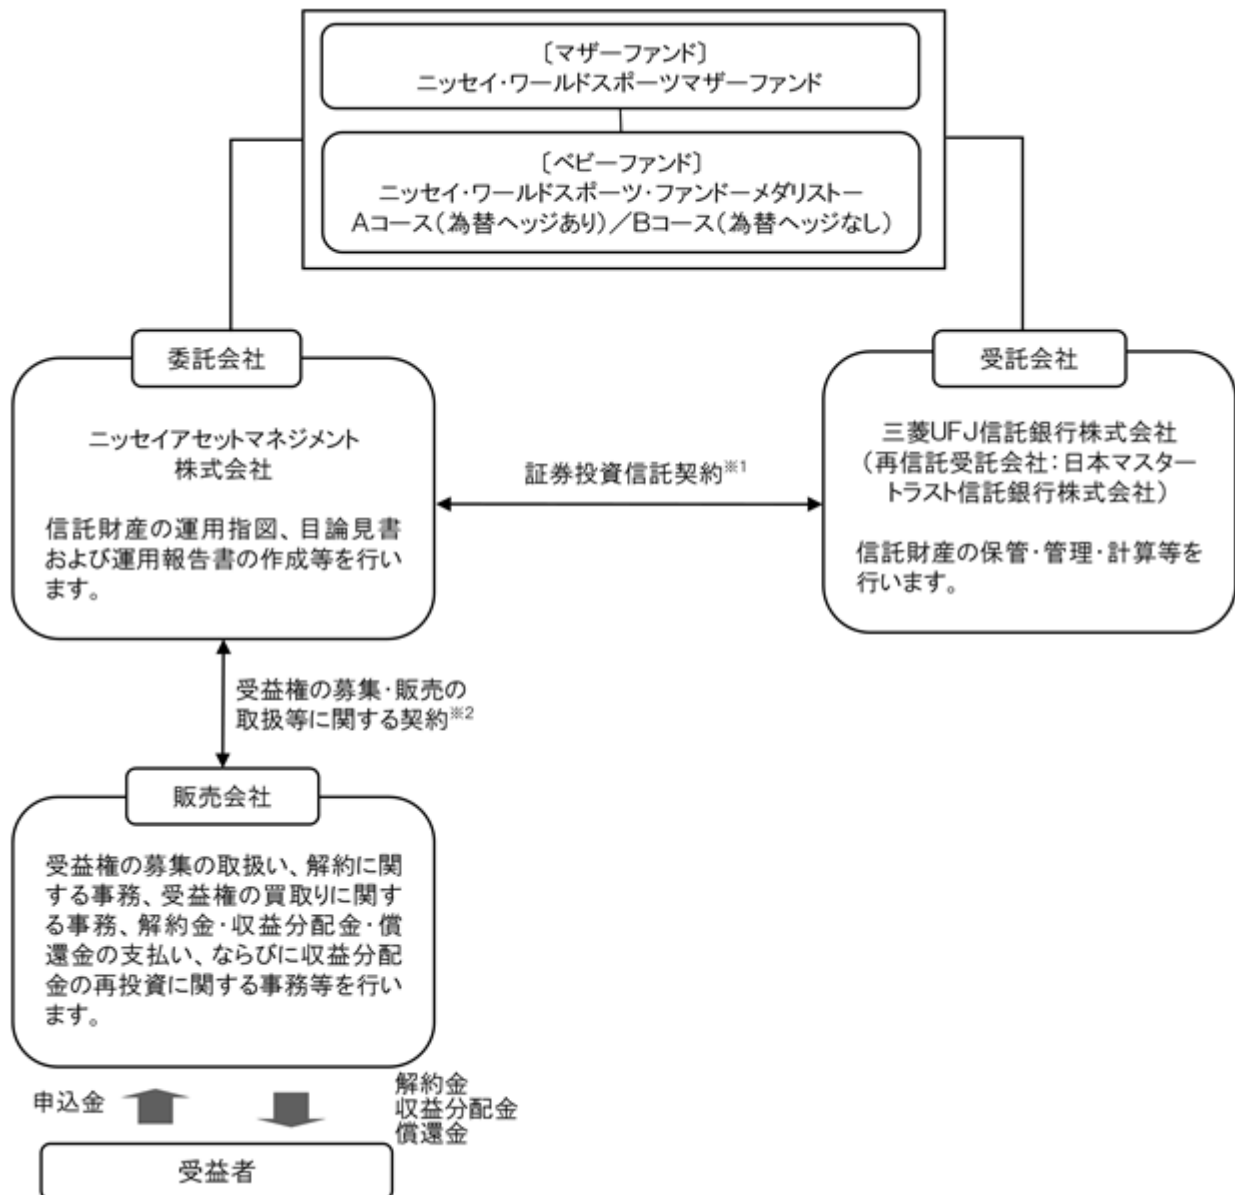 〔マザーファンド〕
ニッセイ・ワールドスポーツマザーファンド
〔ベビーファンド〕
ニッセイ・ワールドスポーツ・ファンドーメダリストー
Aコース（為替ヘッジあり）／Bコース（為替ヘッジなし）
委託会社
ニッセイアセットマネジメント
株式会社
信託財産の運用指図、目論見書
および運用報告書の作成等を行い
ます。
証券投資信託契約※1
受託会社
三菱UFJ信託銀行株式会社
（再信託受託会社：日本マスター
トラスト信託銀行株式会社）
信託財産の保管・管理・計算等を
行います。
受益権の募集・販売の
取扱等に関する契約※2
販売会社
受益権の募集の取扱い、解約に関
する事務、受益権の買取りに関す
る事務、解約金・収益分配金・償
還金の支払い、ならびに収益分配
金の再投資に関する事務等を行い
ます。
申込金
解約金
収益分配金
償還金
受益者